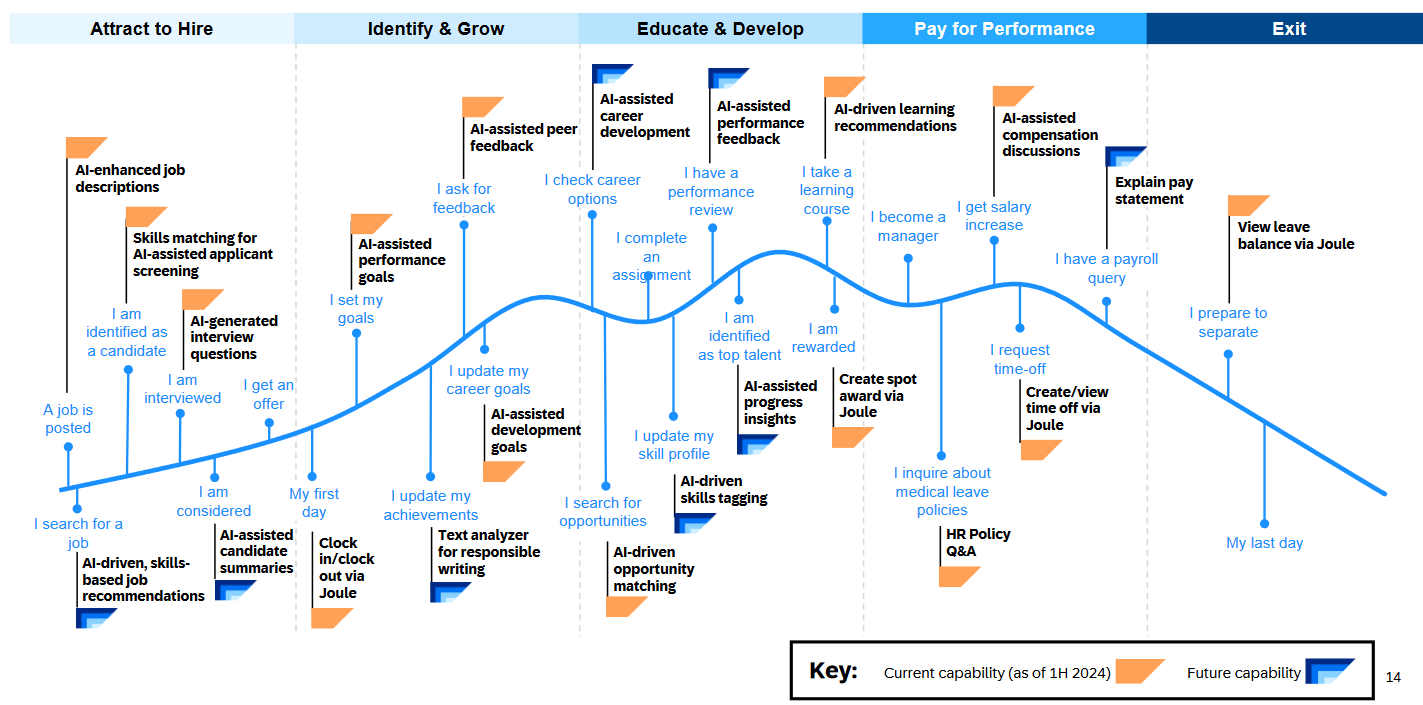 Attract to Hire
Identify & Grow
Educate & Develop
Pay for Performance
Exit
AI-enhanced job
descriptions
A job is
posted
I search for a
job
AI-driven, skills-
based job
recommendations
Skills matching for
AI-assisted applicant
screening
I am
identified as
a candidate
AI-generated
interview
questions
I am
interviewed
I am
considered
AI-assisted
candidate
summaries
I get an
offer
My first
day
Clock
in/clock
out via
Joule
AI-assisted
performance
goals
I set my
goals
I update my
achievements
Text analyzer
for responsible
writing
AI-assisted peer
feedback
I ask for
feedback
I update my
career goals
AI-assisted
development
goals
AI-assisted
career
development
I check career
options
I search for
opportunities
AI-driven
opportunity
matching
I complete
an
assignment
I update my
skill profile
AI-driven
skills tagging
AI-assisted
performance
feedback
I have a
performance
review
I am
identified
as top talent
AI-assisted
progress
insights
AI-driven learning
recommendations
I take a
learning
course
I am
rewarded
Create spot
award via
Joule
I become a
manager
I inquire about
medical leave
policies
HR Policy
Q&A
AI-assisted
compensation
discussions
I get salary
increase
I request
time-off
Create/view
time off via
Joule
Explain pay
statement
I have a payroll
query
View leave
balance via Joule
I prepare to
separate
My last day
Key:
Current capability (as of 1H 2024)
Future capability
14